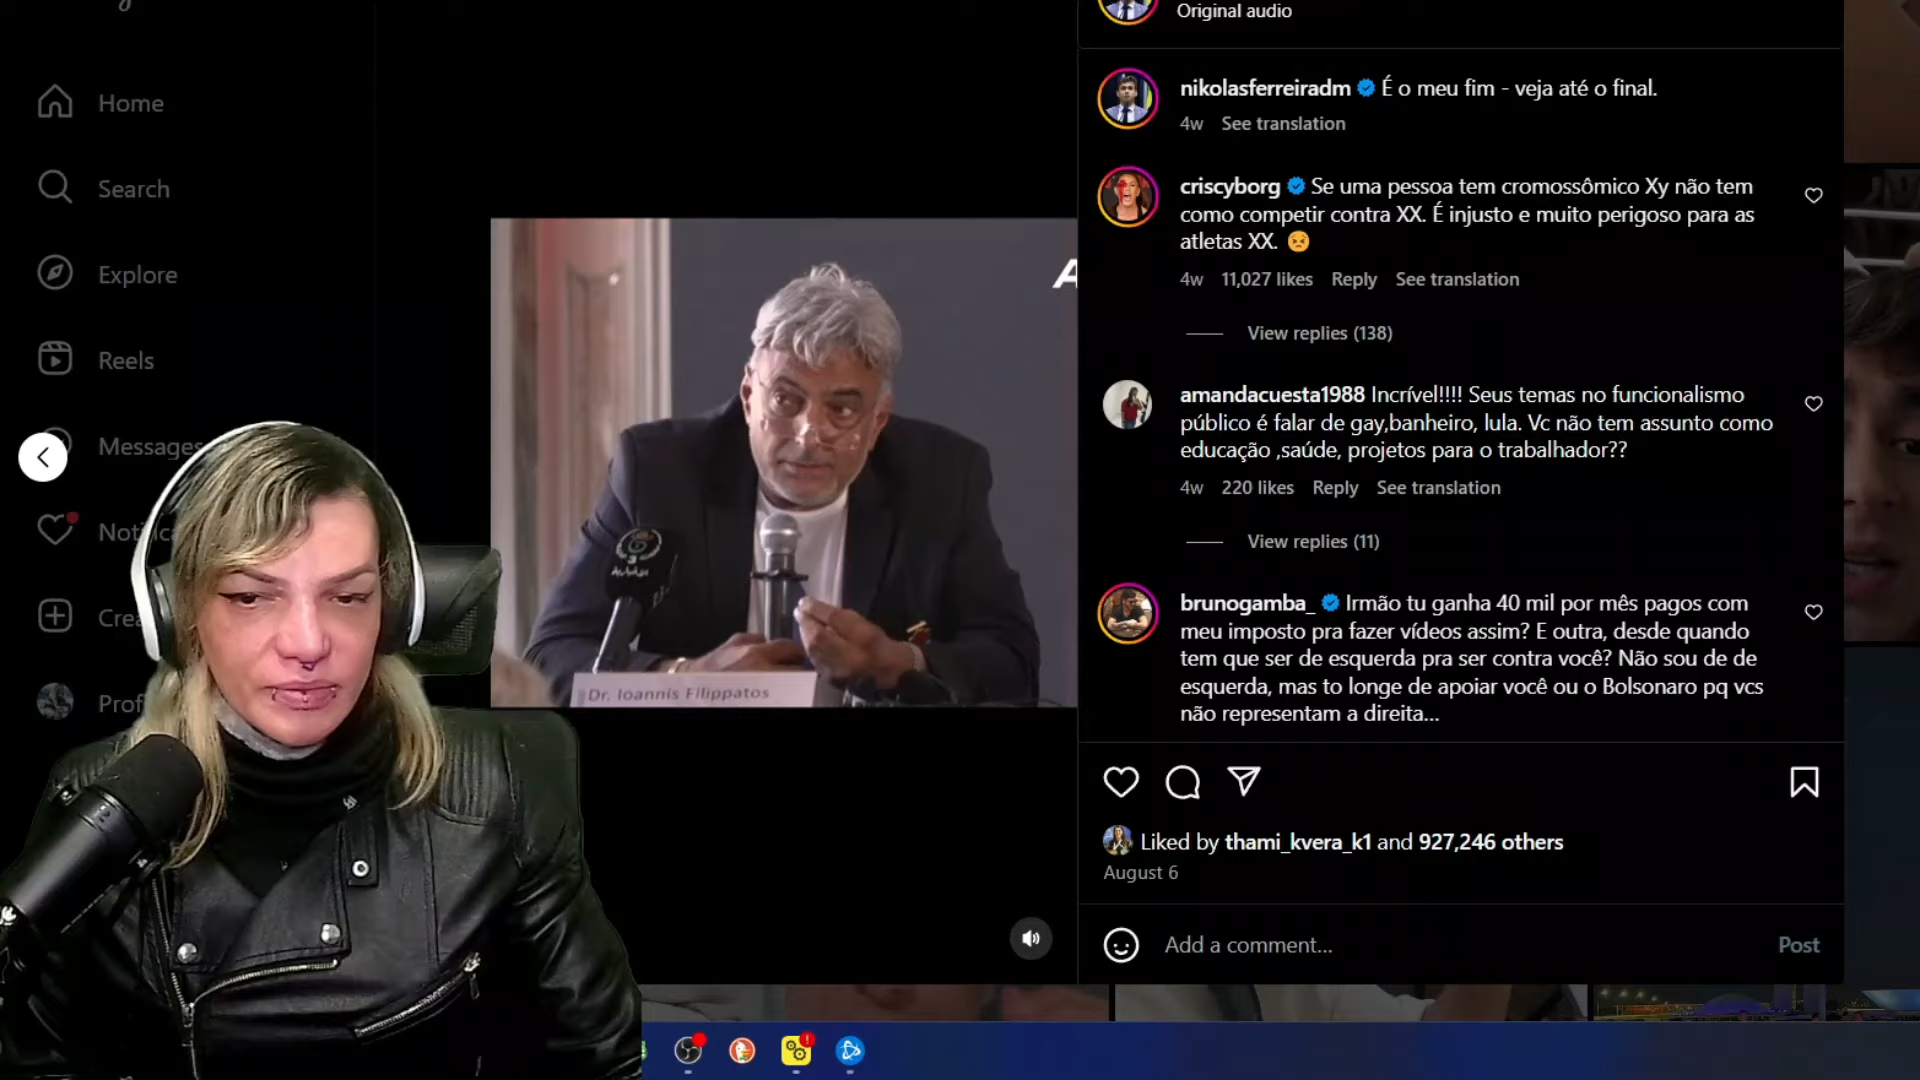 Original audio
Home
Search
Explore
Reels
Messages
Notifica
Crea
Prof
Dr. Ioannis Filippatos
nikolasferreiradm É o meu fim - veja até o final.
4w See translation
criscyborg Se uma pessoa tem cromossômico Xy não tem
como competir contra XX. É injusto e muito perigoso para as
atletas XX. 😣
4w 11,027 likes Reply See translation
View replies (138)
amandacuesta1988 Incrível!!!! Seus temas no funcionalismo
público é falar de gay,banheiro, lula. Vc não tem assunto como
educação ,saúde, projetos para o trabalhador??
4w 220 likes Reply See translation
View replies (11)
brunogamba_ Irmão tu ganha 40 mil por mês pagos com
meu imposto pra fazer vídeos assim? E outra, desde quando
tem que ser de esquerda pra ser contra você? Não sou de de
esquerda, mas to longe de apoiar você ou o Bolsonaro pq vcs
não representam a direita...
Liked by thami_kvera_k1 and 927,246 others
August 6
Add a comment...
Post